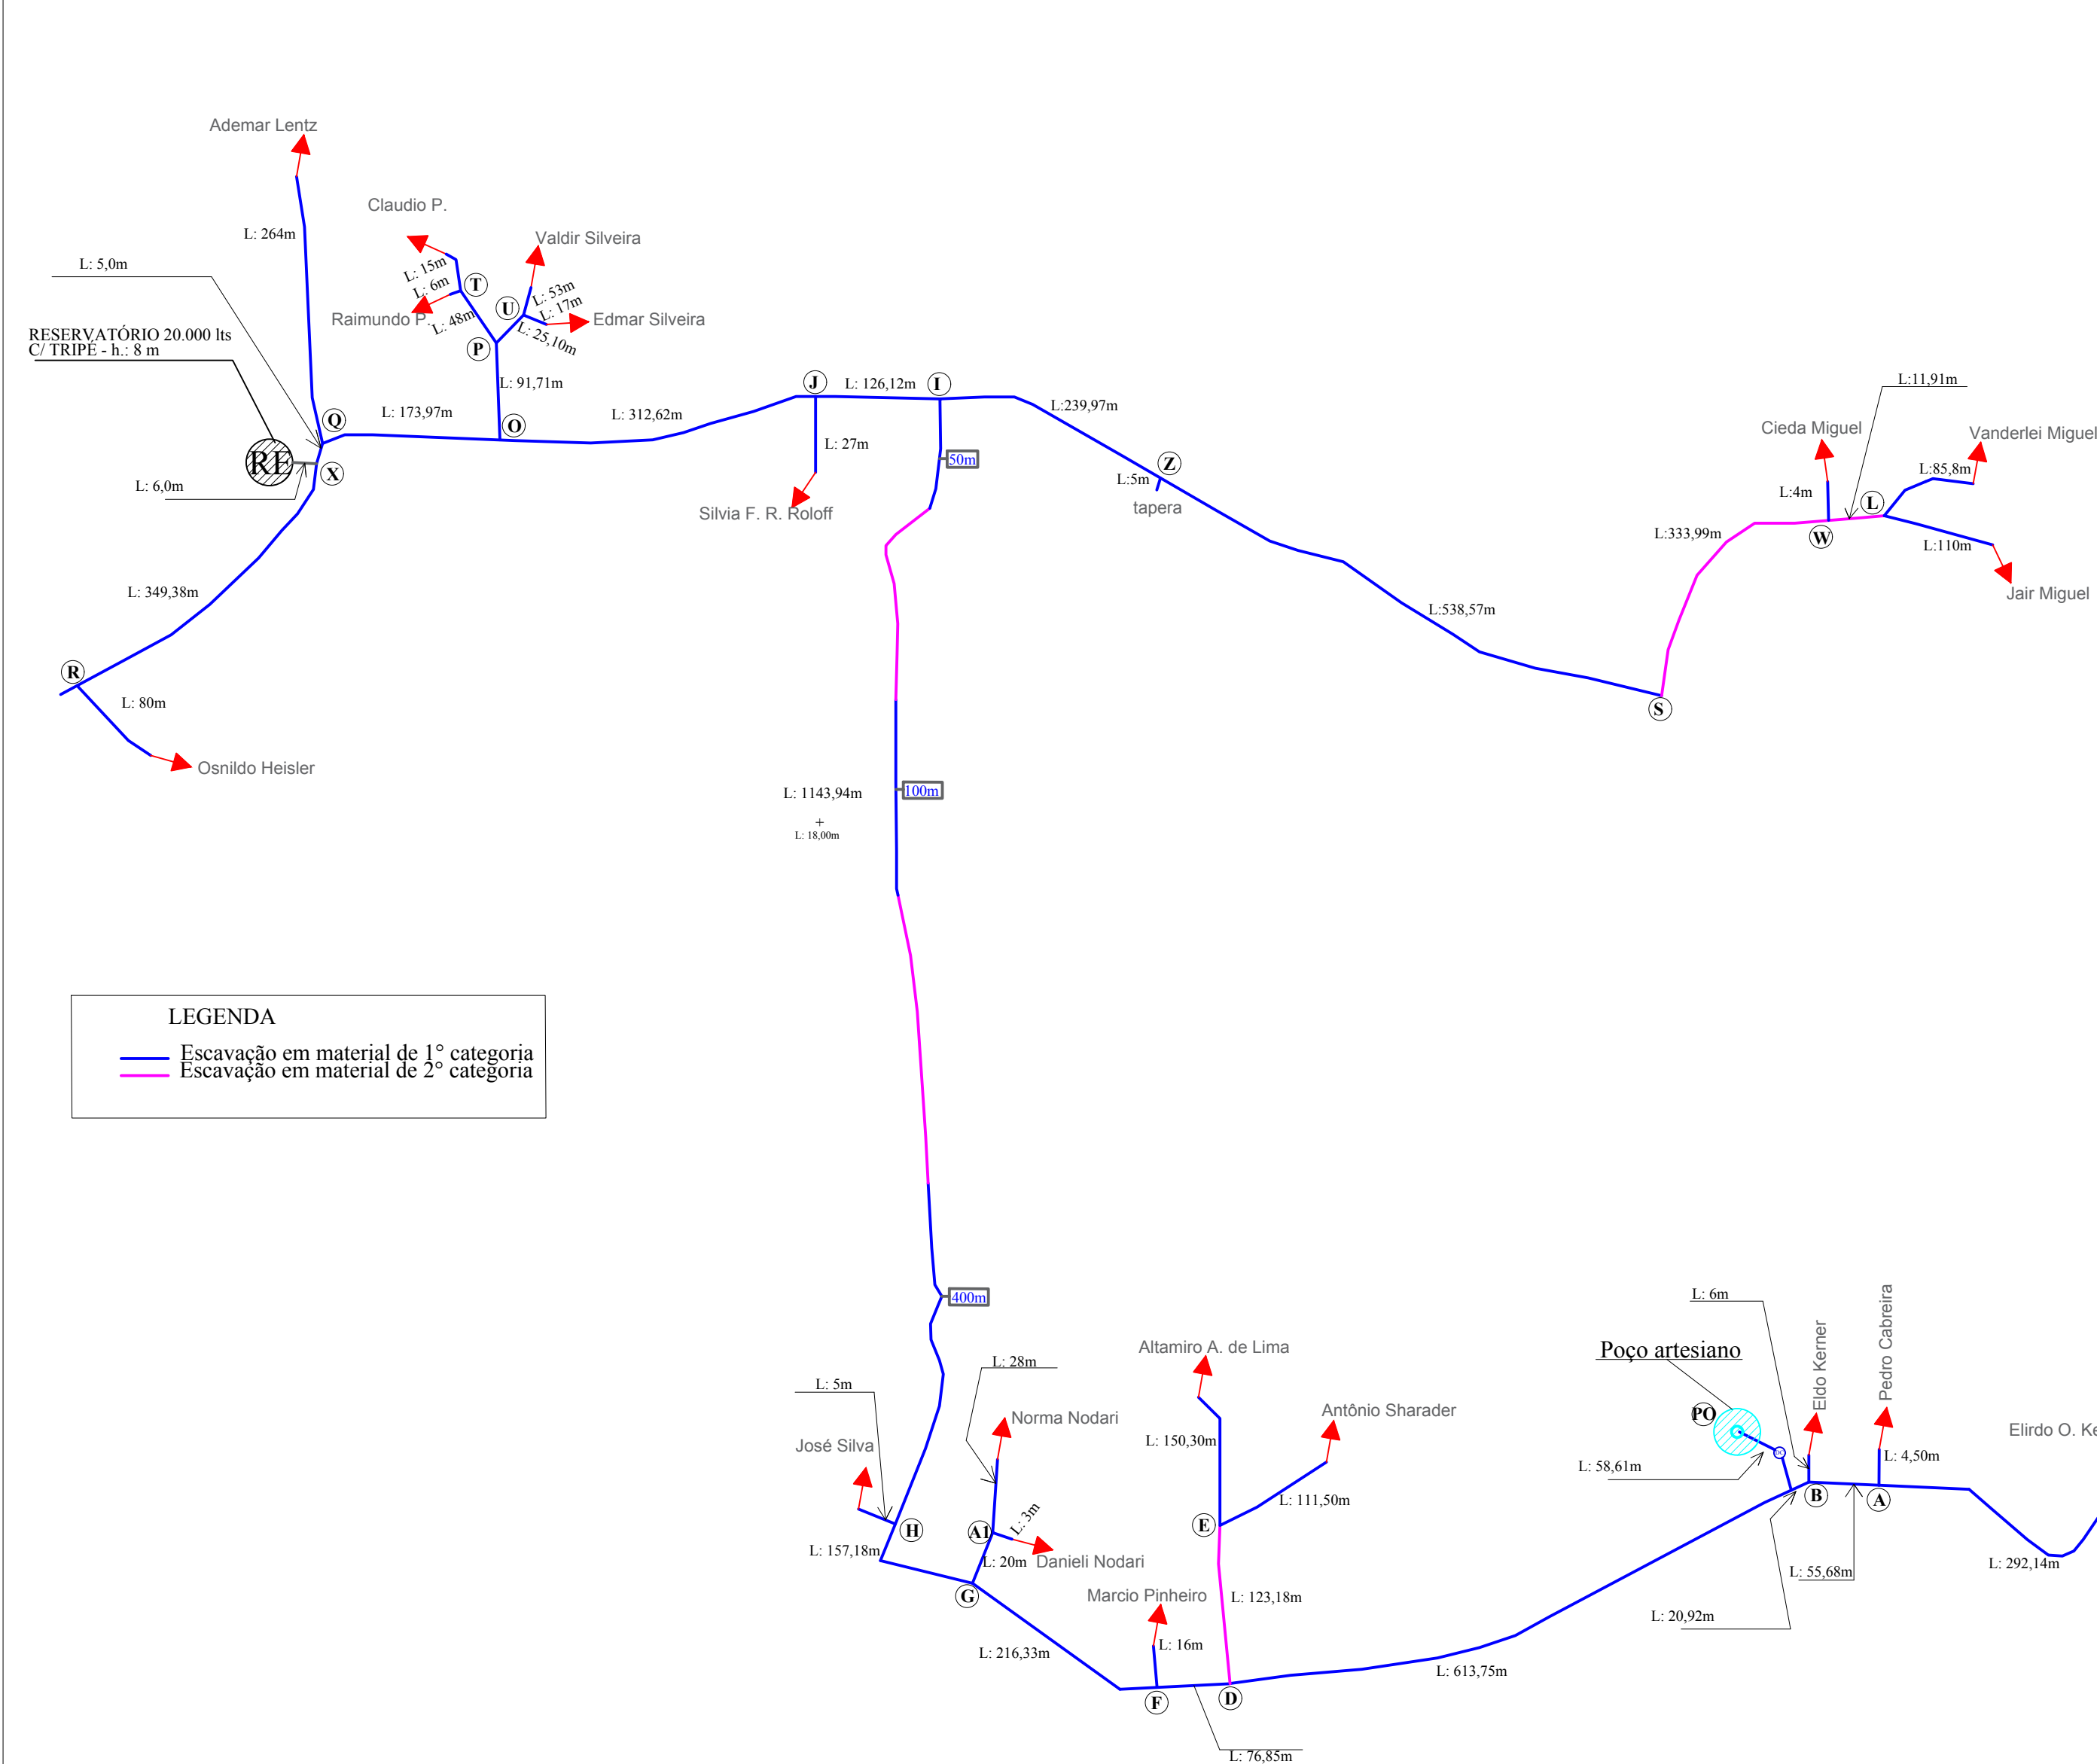 Ademar Lentz
L: 264m
L: 5,0m
Claudio P.
Valdir Silveira
L: 15m
L: 6m
T
Raimundo P.
L: 48m
U
L: 53m
L: 17m
Edmar Silveira
L: 25,10m
P
RESERVATÓRIO 20.000 lts
C/ TRIPÉ - h.: 8 m
L: 91,71m
Q
L: 173,97m
O
L: 312,62m
J
L: 126,12m
I
L:239,97m
L: 27m
50m
RE
X
L: 6,0m
Silvia F. R. Roloff
Z
L:5m
tapera
L:11,91m
Cieda Miguel
Vanderlei Miguel
L:85,8m
L:4m
L
L:333,99m
W
L:110m
Jair Miguel
L: 349,38m
L:538,57m
R
L: 80m
S
Osnildo Heisler
L: 1143,94m
+
L: 18,00m
100m
LEGENDA
Escavação em material de 1° categoria
Escavação em material de 2° categoria
400m
L: 6m
Poço artesiano
Eldo Kerner
Pedro Cabreira
Altamiro A. de Lima
L: 28m
L: 5m
Norma Nodari
Antônio Sharader
PO
Elirdo O. Ke
José Silva
L: 150,30m
L: 58,61m
L: 4,50m
L: 111,50m
B
A
H
A1
L: 3m
E
L: 157,18m
L: 20m
Danieli Nodari
L: 55,68m
L: 292,14m
G
Marcio Pinheiro
L: 123,18m
L: 20,92m
L: 216,33m
L: 16m
L: 613,75m
F
D
L: 76,85m